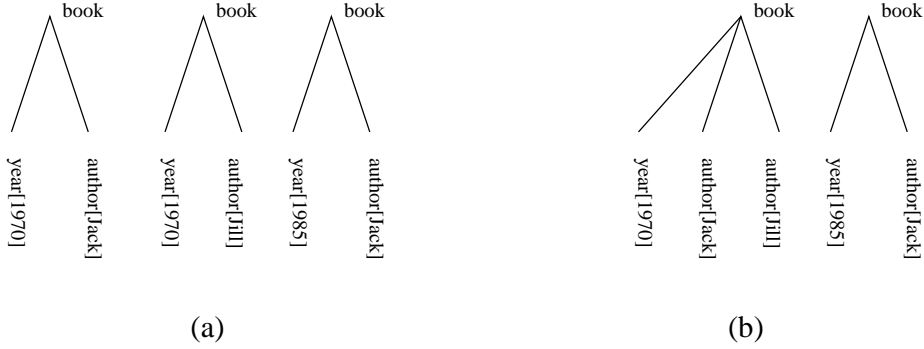 book
book
book
book
book
year[1970]
author[Jack]
year[1970]
author[Jill]
year[1985]
author[Jack]
year[1970]
author[Jack]
author[Jill]
year[1985]
author[Jack]
(a)
(b)